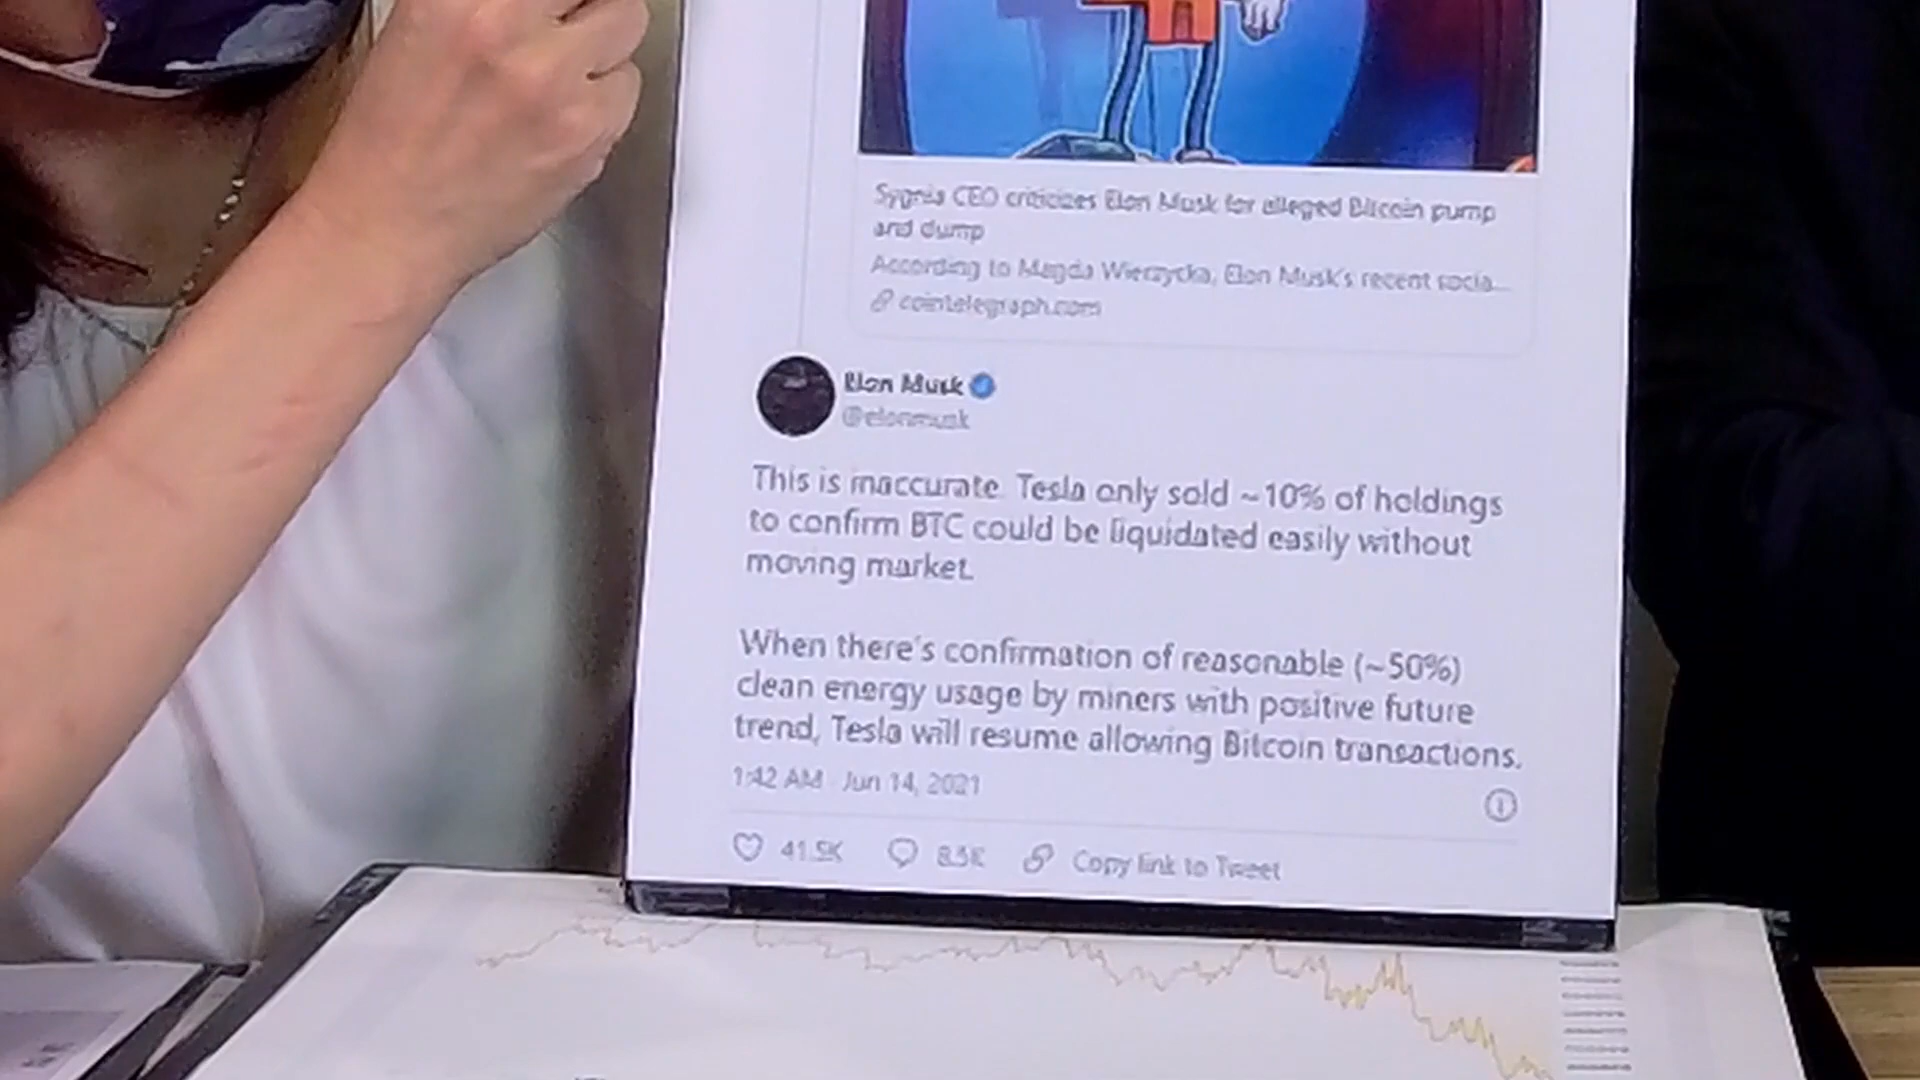 Sygnia CEO criticizes Elon Musk for alleged Bitcoin pump
and dump
According to Magda Wierzycka, Elon Musk's recent socia...
cointelegraph.com
Elon Musk
@elonmusk
This is inaccurate. Tesla only sold ~10% of holdings
to confirm BTC could be liquidated easily without
moving market.
When there's confirmation of reasonable (~50%)
clean energy usage by miners with positive future
trend, Tesla will resume allowing Bitcoin transactions.
1:42 AM · Jun 14, 2021
41.5K
Copy link to Tweet